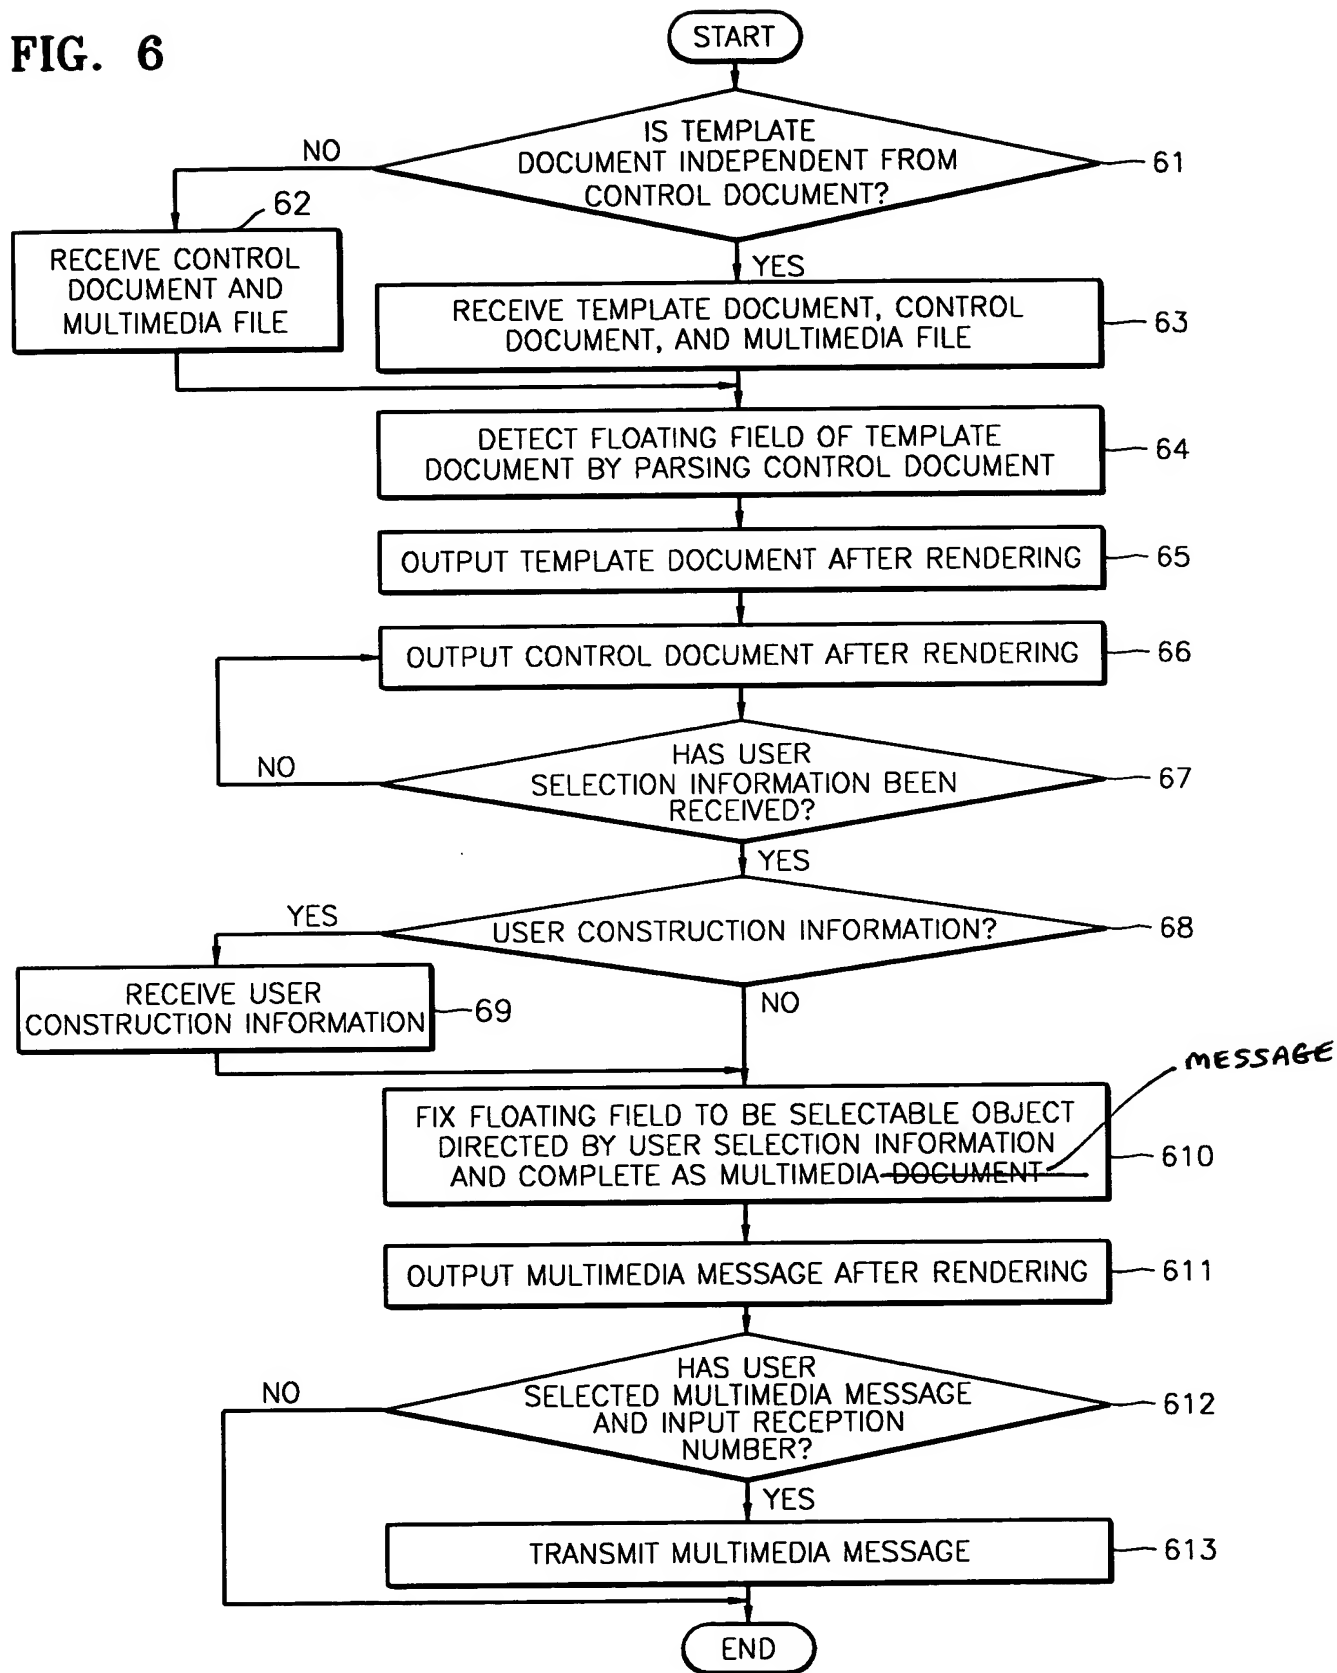 FIG. 6
START
IS TEMPLATE
DOCUMENT INDEPENDENT FROM
CONTROL DOCUMENT?
61
NO
62
RECEIVE CONTROL
DOCUMENT AND
MULTIMEDIA FILE
YES
RECEIVE TEMPLATE DOCUMENT, CONTROL
DOCUMENT, AND MULTIMEDIA FILE
63
DETECT FLOATING FIELD OF TEMPLATE
DOCUMENT BY PARSING CONTROL DOCUMENT
64
OUTPUT TEMPLATE DOCUMENT AFTER RENDERING
65
OUTPUT CONTROL DOCUMENT AFTER RENDERING
66
HAS USER
SELECTION INFORMATION BEEN
RECEIVED?
67
NO
YES
USER CONSTRUCTION INFORMATION?
68
YES
RECEIVE USER
CONSTRUCTION INFORMATION
69
NO
MESSAGE
FIX FLOATING FIELD TO BE SELECTABLE OBJECT
DIRECTED BY USER SELECTION INFORMATION
AND COMPLETE AS MULTIMEDIA DOCUMENT
610
OUTPUT MULTIMEDIA MESSAGE AFTER RENDERING
611
HAS USER
SELECTED MULTIMEDIA MESSAGE
AND INPUT RECEPTION
NUMBER?
612
NO
YES
TRANSMIT MULTIMEDIA MESSAGE
613
END